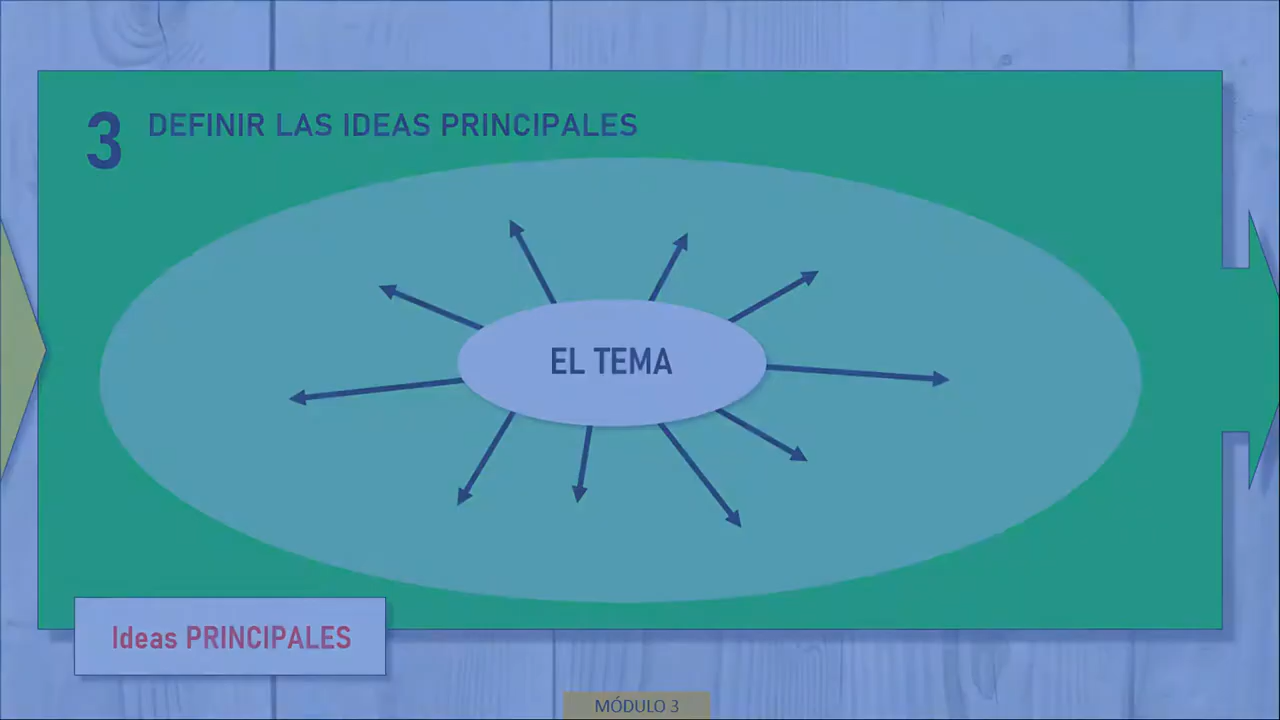 3
DEFINIR LAS IDEAS PRINCIPALES
EL TEMA
Ideas PRINCIPALES
MÓDULO 3